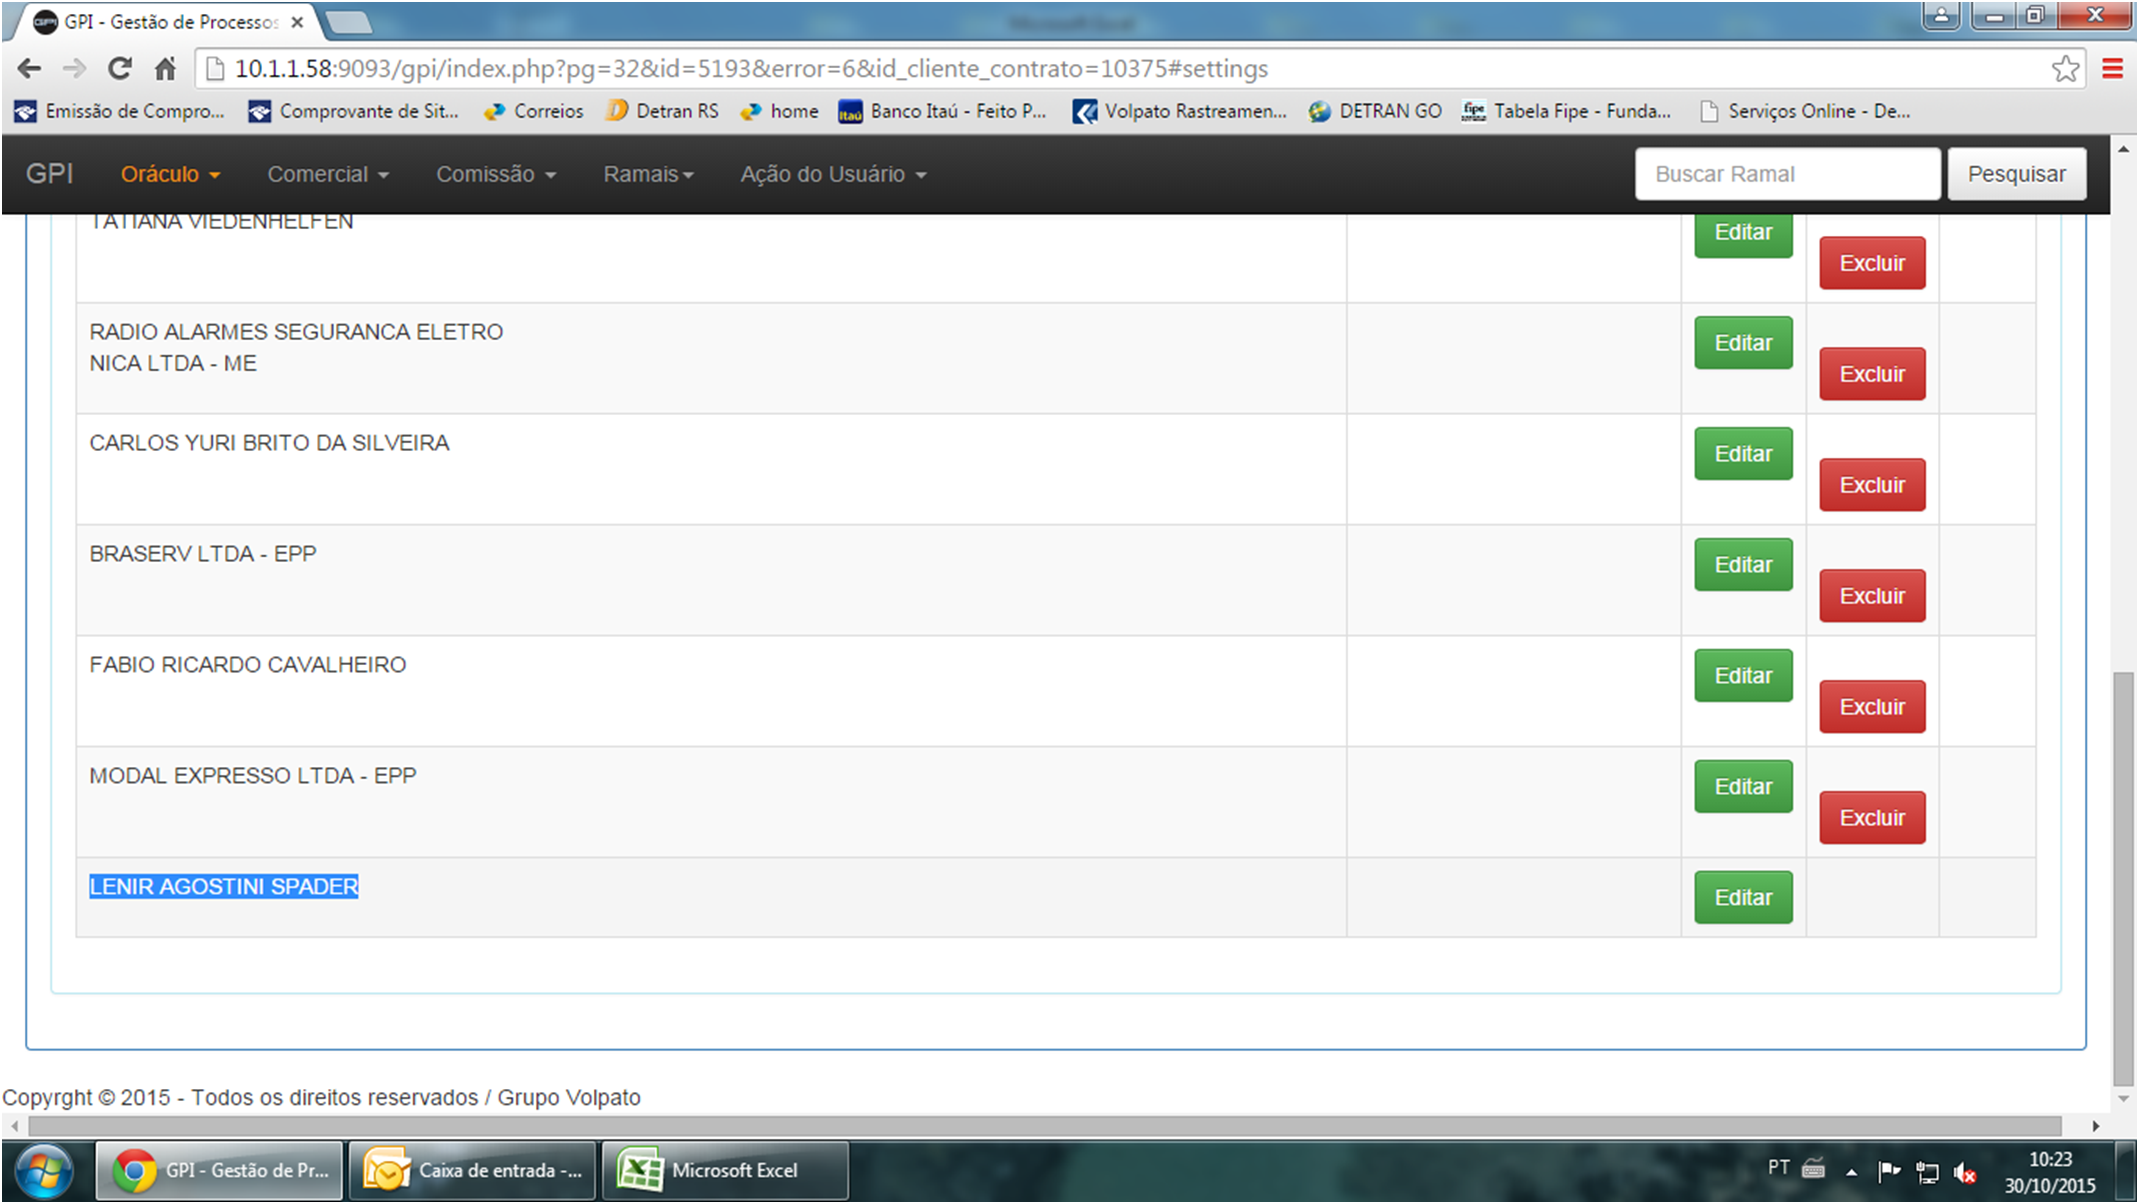 GPI - Gestão de Processos
10.1.1.58:9093/gpi/index.php?pg=32&id=5193&error=6&id_cliente_contrato=10375#settings
Emissão de Compro... Comprovante de Sit... Correios Detran RS home Itaú Banco Itaú - Feito P... Volpato Rastreamen... DETRAN GO fipe Tabela Fipe - Funda... Serviços Online - De...
GPI Oráculo Comercial Comissão Ramais Ação do Usuário Buscar Ramal Pesquisar
TATIANA VIEDENHELFEN Editar
Excluir
RADIO ALARMES SEGURANCA ELETRO Editar
NICA LTDA - ME Excluir
CARLOS YURI BRITO DA SILVEIRA Editar
Excluir
BRASERV LTDA - EPP Editar
Excluir
FABIO RICARDO CAVALHEIRO Editar
Excluir
MODAL EXPRESSO LTDA - EPP Editar
Excluir
LENIR AGOSTINI SPADER Editar
Copyrght © 2015 - Todos os direitos reservados / Grupo Volpato
GPI - Gestão de Pr... Caixa de entrada -... Microsoft Excel PT 10:23
30/10/2015